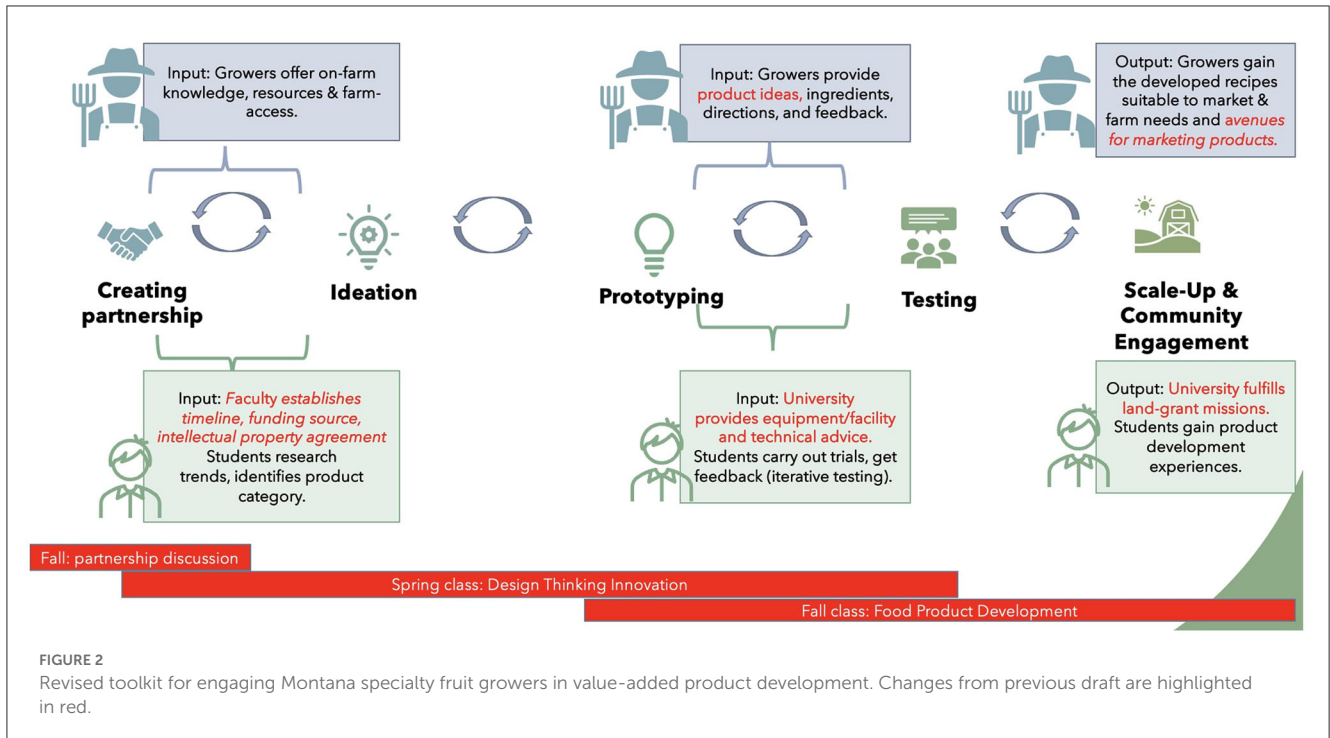 Input: Growers offer on-farm
knowledge, resources & farm-
access.
Input: Growers provide
product ideas, ingredients,
directions, and feedback.
Output: Growers gain
the developed recipes
suitable to market &
farm needs and avenues
for marketing products.
Creating
partnership
Ideation
Prototyping
Testing
Scale-Up &
Community
Engagement
Input: Faculty establishes
timeline, funding source,
intellectual property agreement
Students research
trends, identifies product
category.
Input: University
provides equipment/facility
and technical advice.
Students carry out trials, get
feedback (iterative testing).
Output: University fulfills
land-grant missions.
Students gain product
development
experiences.
Fall: partnership discussion
Spring class: Design Thinking Innovation
Fall class: Food Product Development
FIGURE 2
Revised toolkit for engaging Montana specialty fruit growers in value-added product development. Changes from previous draft are highlighted
in red.